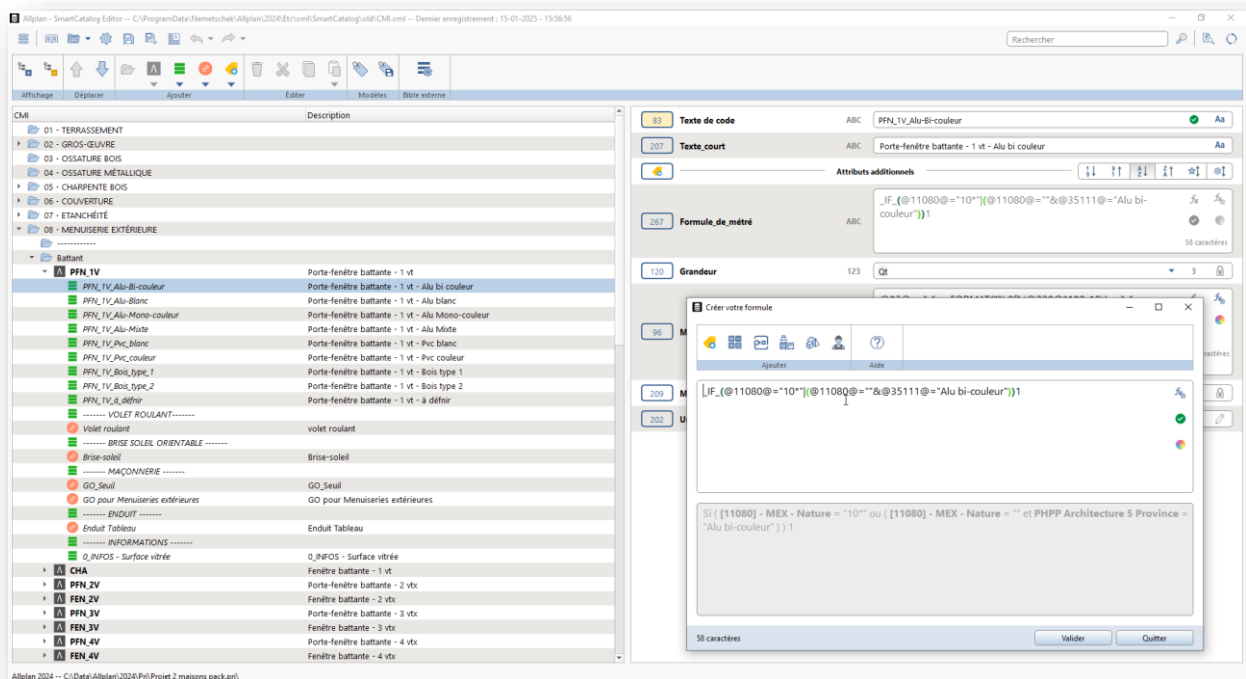 Allplan - SmartCatalog Editor -- C:\ProgramData\Nemetschek\Allplan\2024\Etc\xml\SmartCatalog\old\CMI.xml -- Dernier enregistrement : 15-01-2025 - 15:56:56
Rechercher
Affichage Déplacer Ajouter Éditer Modèles Bible externe
CMI Description
01 - TERRASSEMENT
02 - GROS-ŒUVRE
03 - OSSATURE BOIS
04 - OSSATURE MÉTALLIQUE
05 - CHARPENTE BOIS
06 - COUVERTURE
07 - ETANCHÉITÉ
08 - MENUISERIE EXTÉRIEURE
------------
Battant
PFN_1V Porte-fenêtre battante - 1 vt
PFN_1V_Alu-Bi-couleur Porte-fenêtre battante - 1 vt - Alu bi couleur
PFN_1V_Alu-Blanc Porte-fenêtre battante - 1 vt - Alu blanc
PFN_1V_Alu-Mono-couleur Porte-fenêtre battante - 1 vt - Alu Mono-couleur
PFN_1V_Alu-Mixte Porte-fenêtre battante - 1 vt - Alu Mixte
PFN_1V_Pvc_blanc Porte-fenêtre battante - 1 vt - Pvc blanc
PFN_1V_Pvc_couleur Porte-fenêtre battante - 1 vt - Pvc couleur
PFN_1V_Bois_type_1 Porte-fenêtre battante - 1 vt - Bois type 1
PFN_1V_Bois_type_2 Porte-fenêtre battante - 1 vt - Bois type 2
PFN_1V_à_défnir Porte-fenêtre battante - 1 vt - à défnir
------- VOLET ROULANT-------
Volet roulant volet roulant
------- BRISE SOLEIL ORIENTABLE -------
Brise-soleil Brise-soleil
------- MAÇONNERIE -------
GO_Seuil GO_Seuil
GO pour Menuiseries extérieures GO pour Menuiseries extérieures
------- ENDUIT -------
Enduit Tableau Enduit Tableau
------- INFORMATIONS -------
0_INFOS - Surface vitrée 0_INFOS - Surface vitrée
CHA Fenêtre battante - 1 vt
PFN_2V Porte-fenêtre battante - 2 vtx
FEN_2V Fenêtre battante - 2 vtx
PFN_3V Porte-fenêtre battante - 3 vtx
FEN_3V Fenêtre battante - 3 vtx
PFN_4V Porte-fenêtre battante - 4 vtx
FEN_4V Fenêtre battante - 4 vtx
83 Texte de code ABC PFN_1V_Alu-Bi-couleur Aa
207 Texte_court ABC Porte-fenêtre battante - 1 vt - Alu bi couleur Aa
Attributs additionnels
267 Formule_de_métré ABC _IF_(@11080@="10*"|(@11080@=""&@35111@="Alu bi-
couleur"))1
58 caractères
120 Grandeur 123 Qt 3
96 M
209 M
202 U
Créer votre formule
Ajouter Aide
_IF_(@11080@="10*"|(@11080@=""&@35111@="Alu bi-couleur"))1
Si ( [11080] - MEX - Nature = "10*" ou ( [11080] - MEX - Nature = "" et PHPP Architecture 5 Province =
"Alu bi-couleur" ) ) 1
58 caractères Valider Quitter
Allplan 2024 -- C:\Data\Allplan\2024\Prj\Projet 2 maisons pack.prj\